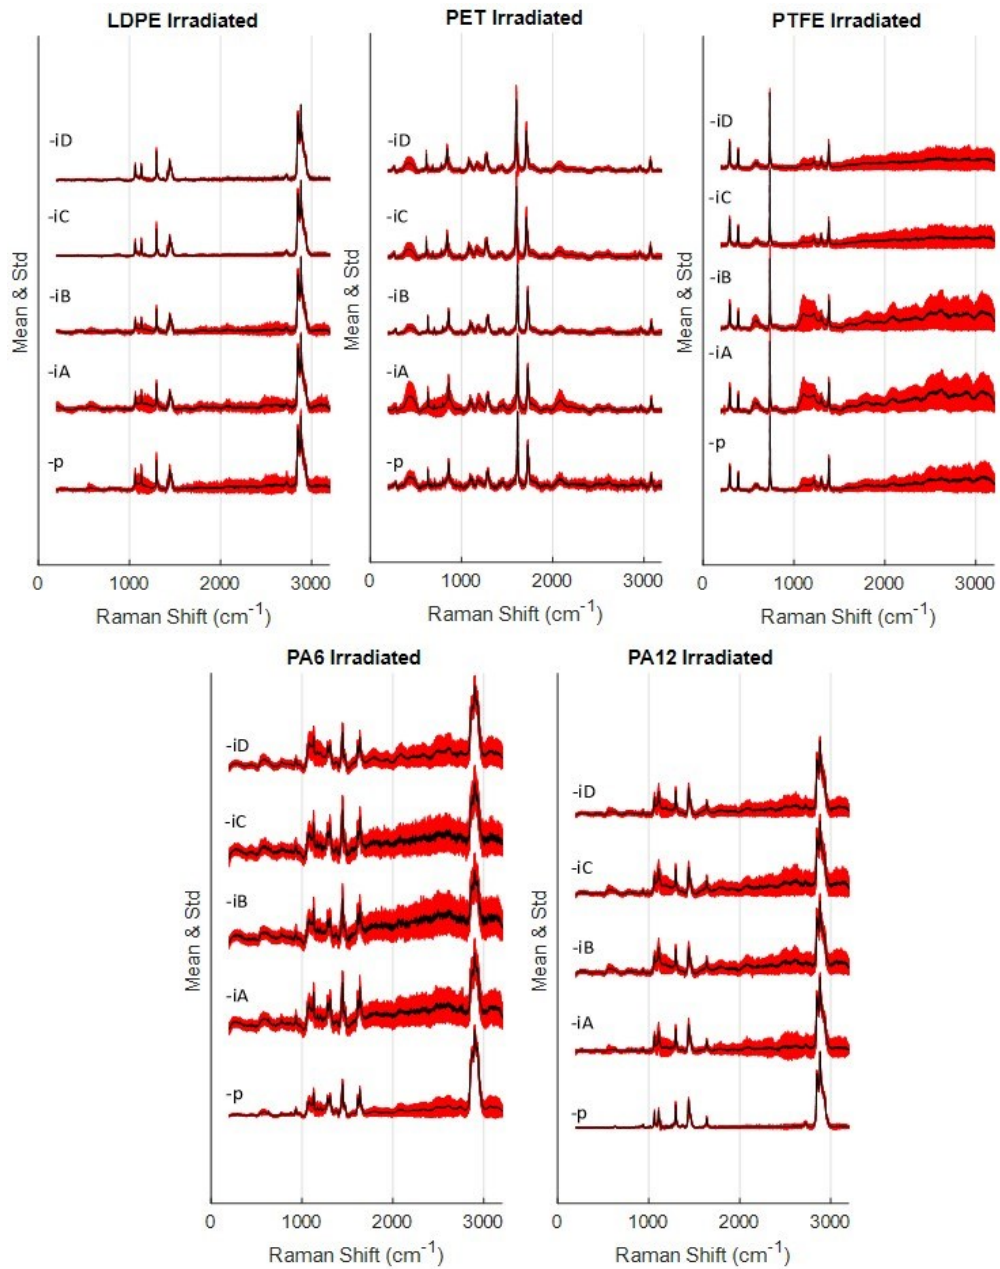 LDPE Irradiated
PET Irradiated
PTFE Irradiated
-iD
-iC
-iB
-iA
-p
Mean & Std
0 1000 2000 3000
Raman Shift (cm⁻¹)
-iD
-iC
-iB
-iA
-p
Mean & Std
0 1000 2000 3000
Raman Shift (cm⁻¹)
-iD
-iC
-iB
-iA
-p
Mean & Std
0 1000 2000 3000
Raman Shift (cm⁻¹)
PA6 Irradiated
PA12 Irradiated
-iD
-iC
-iB
-iA
-p
Mean & Std
0 1000 2000 3000
Raman Shift (cm⁻¹)
-iD
-iC
-iB
-iA
-p
Mean & Std
0 1000 2000 3000
Raman Shift (cm⁻¹)